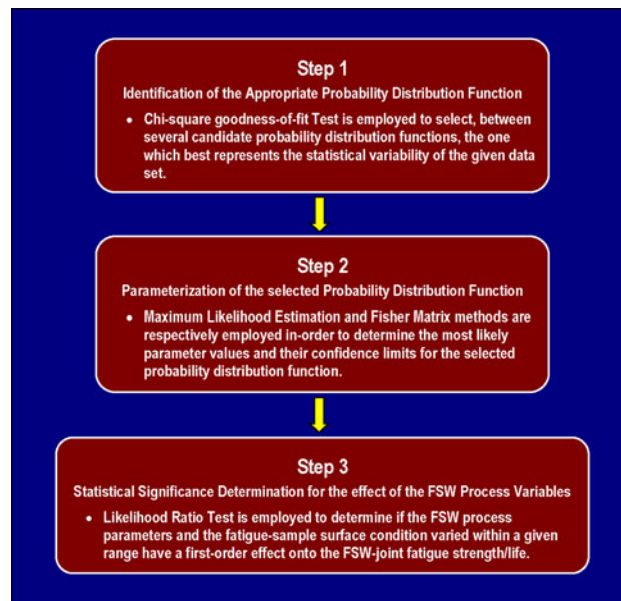 Step 1
Identification of the Appropriate Probability Distribution Function
• Chi-square goodness-of-fit Test is employed to select, between
several candidate probability distribution functions, the one
which best represents the statistical variability of the given data
set.
Step 2
Parameterization of the selected Probability Distribution Function
• Maximum Likelihood Estimation and Fisher Matrix methods are
respectively employed in-order to determine the most likely
parameter values and their confidence limits for the selected
probability distribution function.
Step 3
Statistical Significance Determination for the effect of the FSW Process Variables
• Likelihood Ratio Test is employed to determine if the FSW process
parameters and the fatigue-sample surface condition varied within a given
range have a first-order effect onto the FSW-joint fatigue strength/life.